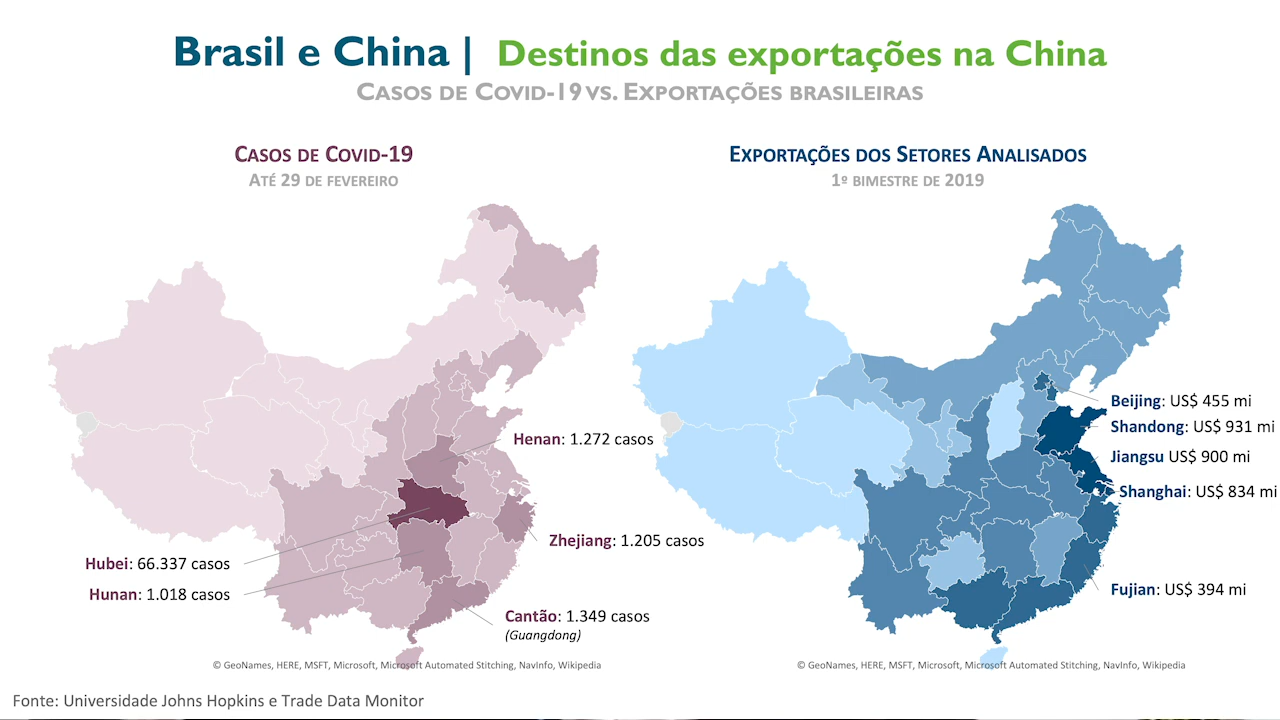 Brasil e China | Destinos das exportações na China
CASOS DE COVID-19 VS. EXPORTAÇÕES BRASILEIRAS
CASOS DE COVID-19
ATÉ 29 DE FEVEREIRO
Henan: 1.272 casos
Zhejiang: 1.205 casos
Hubei: 66.337 casos
Hunan: 1.018 casos
Cantão: 1.349 casos
(Guangdong)
© GeoNames, HERE, MSFT, Microsoft, Microsoft Automated Stitching, NavInfo, Wikipedia
EXPORTAÇÕES DOS SETORES ANALISADOS
1º BIMESTRE DE 2019
Beijing: US$ 455 mi
Shandong: US$ 931 mi
Jiangsu US$ 900 mi
Shanghai: US$ 834 mi
Fujian: US$ 394 mi
© GeoNames, HERE, MSFT, Microsoft, Microsoft Automated Stitching, NavInfo, Wikipedia
Fonte: Universidade Johns Hopkins e Trade Data Monitor